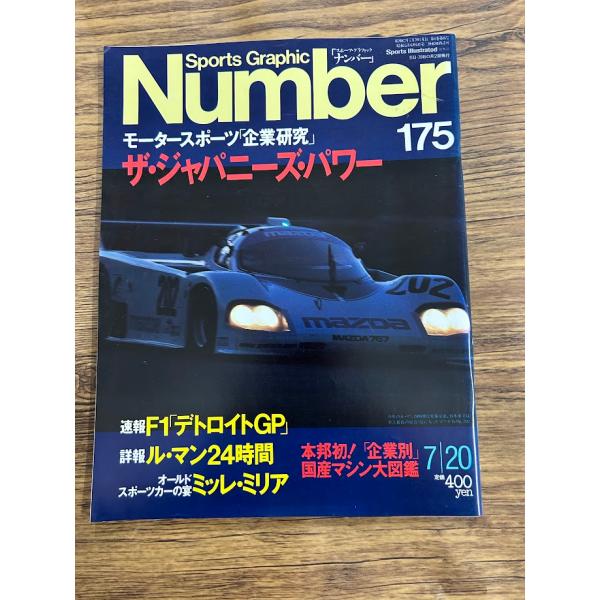 Sports Graphic
「スポーツ・グラフィック
ナンバー」
Sports Illustrated
Number
175
モータースポーツ「企業研究」
ザ・ジャパニーズ・パワー
mazda
202
202
mazda
MAZDA 767
速報 F1「デトロイトGP」
詳報 ル・マン24時間
オールド
スポーツカーの宴 ミッレ・ミリア
本邦初!「企業別」
国産マシン大図鑑
7|20
定価400
yen